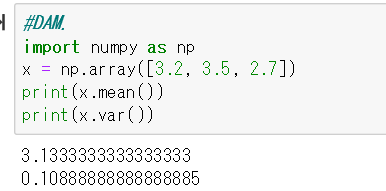 #DAM.
import numpy as np
x = np.array([3.2, 3.5, 2.7])
print(x.mean())
print(x.var())
3.1333333333333333
0.10888888888888885